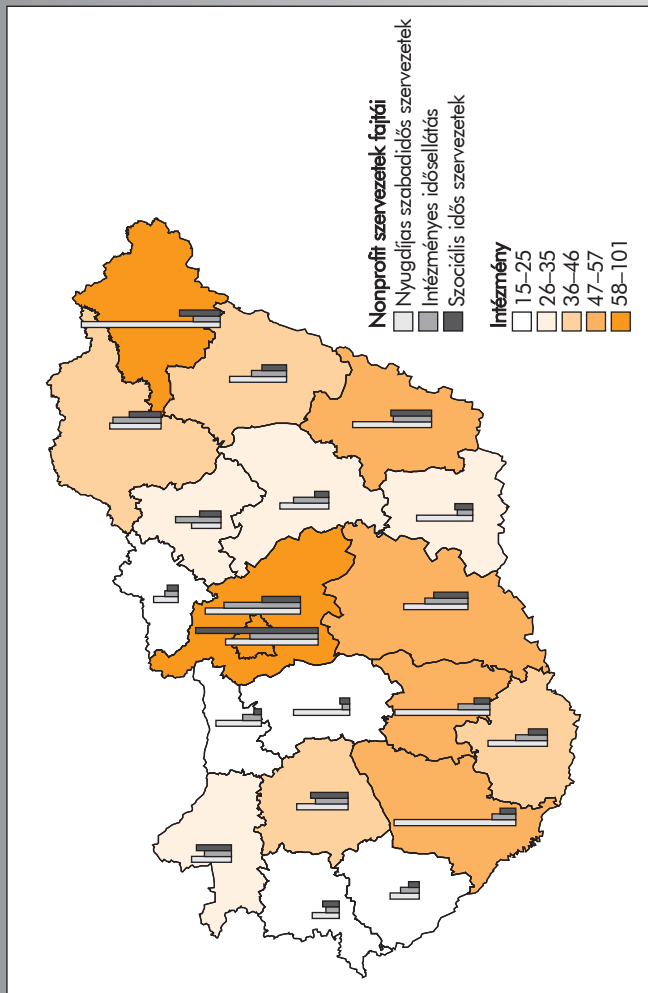 Nonprofit szervezetek fajtái
Nyugdíjas szabadidős szervezetek
Intézményes idősellátás
Szociális idős szervezetek
Intézmény
15–25
26–35
36–46
47–57
58–101